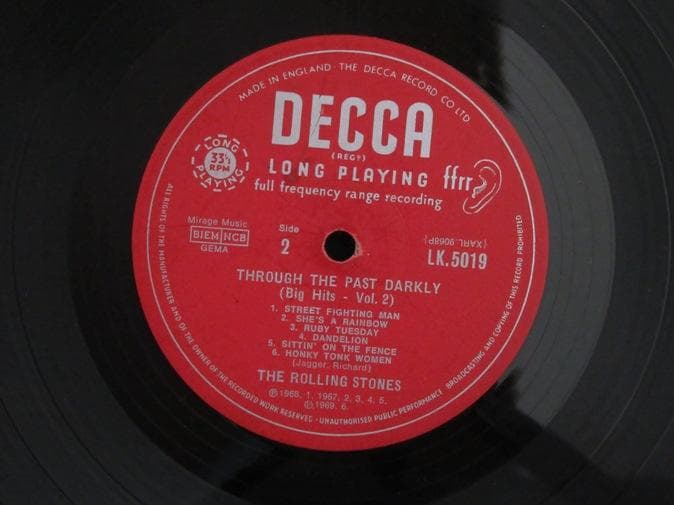 MADE IN ENGLAND · THE DECCA RECORD CO LTD.
DECCA
(REGD)
LONG PLAYING ffrr
full frequency range recording
LONG
33⅓
RPM
PLAYING
Mirage Music
BIEM NCB
GEMA
Side
2
(XARL.9068P)
LK.5019
THROUGH THE PAST DARKLY
(Big Hits - Vol. 2)
1. STREET FIGHTING MAN
2. SHE'S A RAINBOW
3. RUBY TUESDAY
4. DANDELION
5. SITTIN' ON THE FENCE
6. HONKY TONK WOMEN
(Jagger, Richard)
THE ROLLING STONES
℗1968. 1, 1967. 2, 3, 4, 5.
℗1969. 6.
ALL RIGHTS OF THE MANUFACTURER AND OF THE OWNER OF THE RECORDED WORK RESERVED · UNAUTHORISED PUBLIC PERFORMANCE, BROADCASTING AND COPYING OF THIS RECORD PROHIBITED